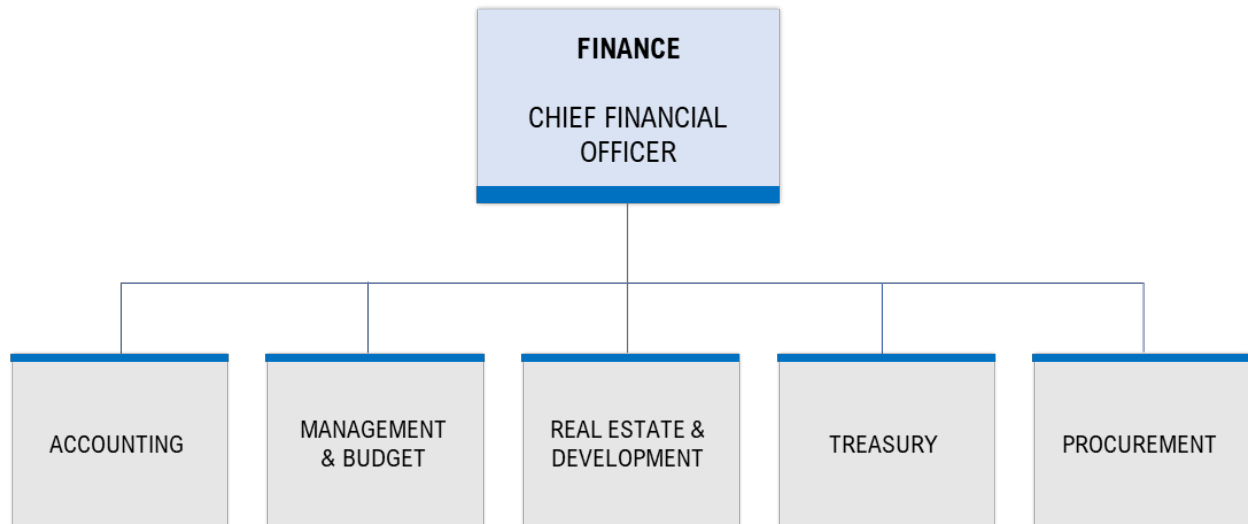 FINANCE
CHIEF FINANCIAL
OFFICER
ACCOUNTING
MANAGEMENT
& BUDGET
REAL ESTATE &
DEVELOPMENT
TREASURY
PROCUREMENT